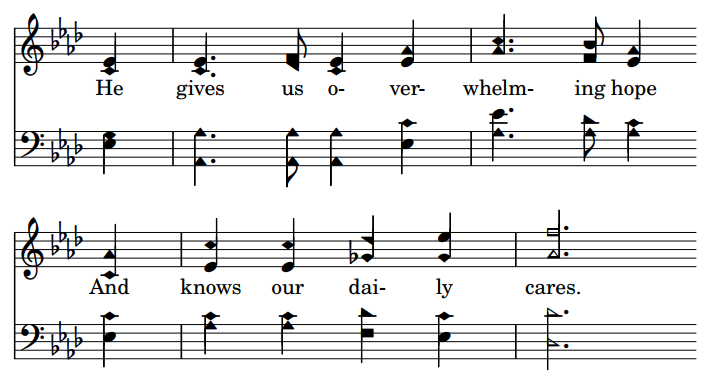 He gives us o- ver- whelm- ing hope
And knows our dai- ly cares.